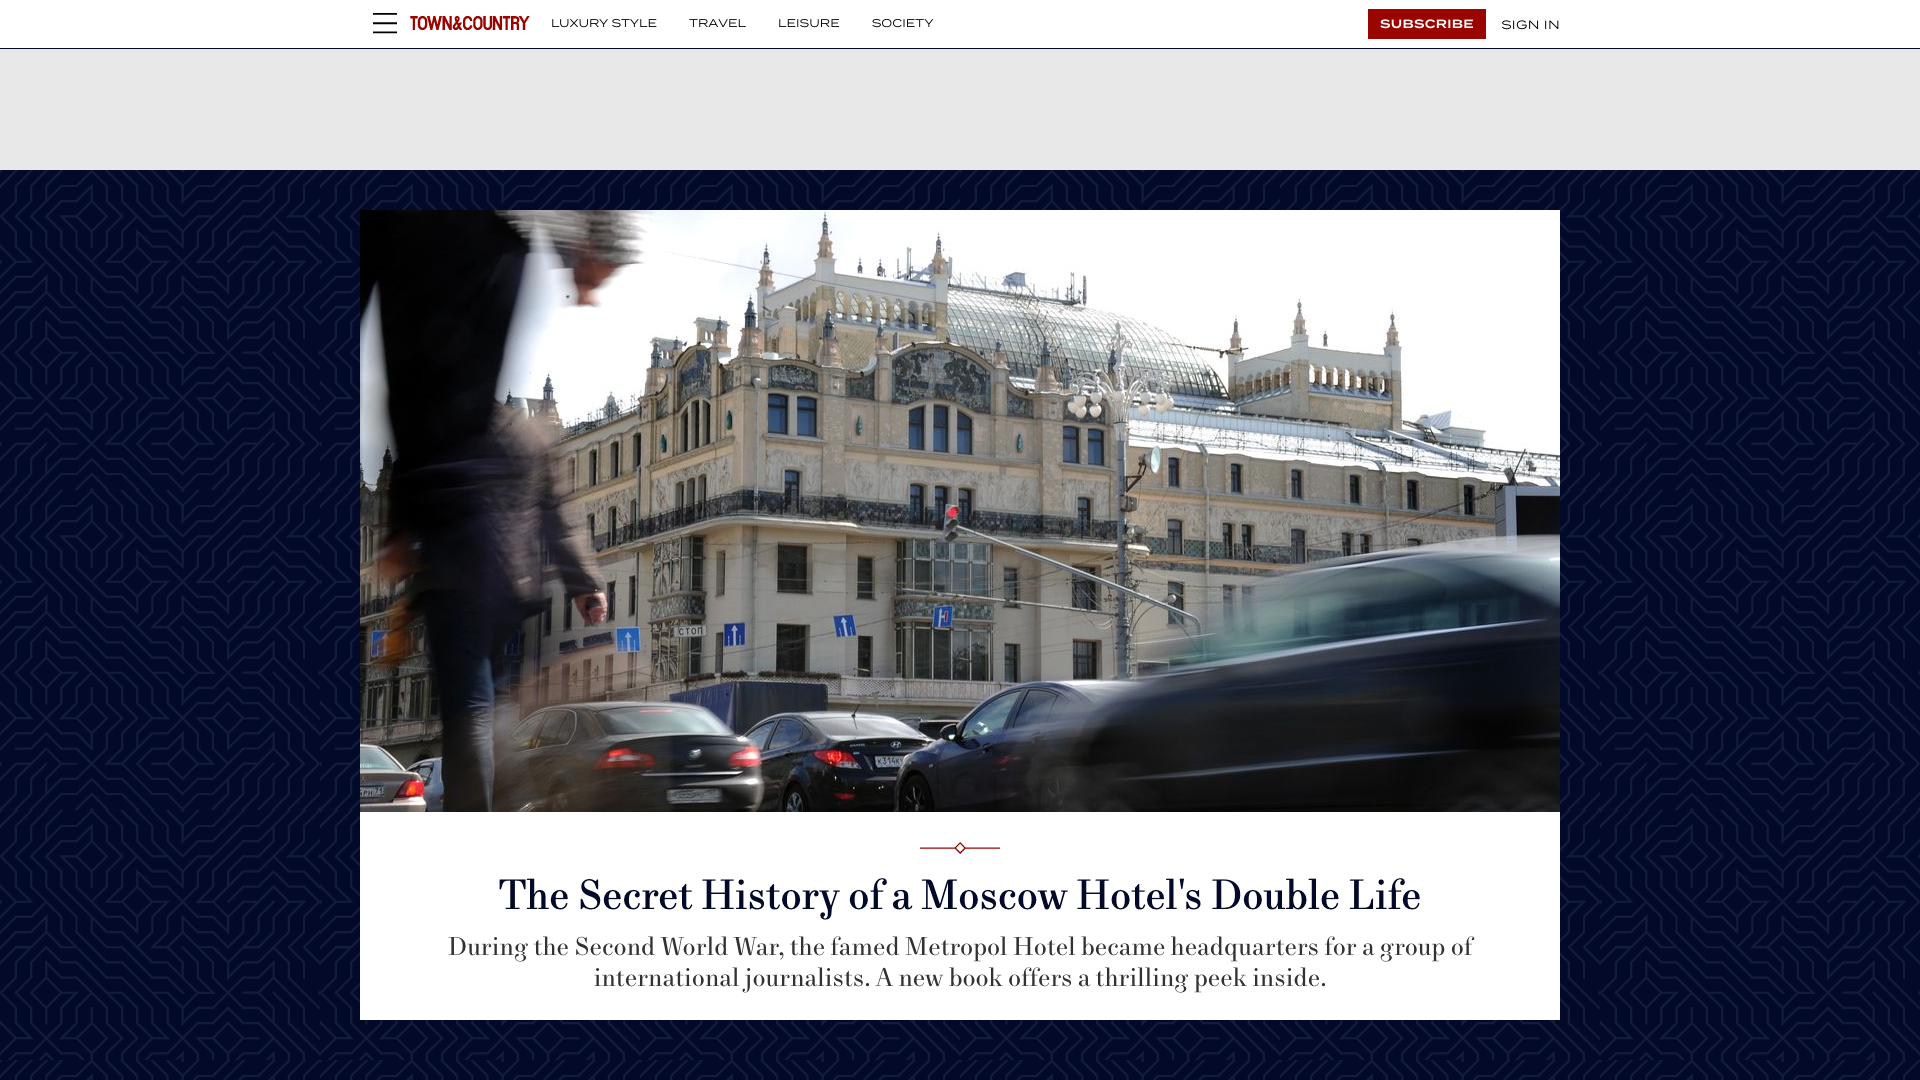 TOWN&COUNTRY
LUXURY STYLE
TRAVEL
LEISURE
SOCIETY
SUBSCRIBE
SIGN IN
СТОП
The Secret History of a Moscow Hotel's Double Life
During the Second World War, the famed Metropol Hotel became headquarters for a group of
international journalists. A new book offers a thrilling peek inside.